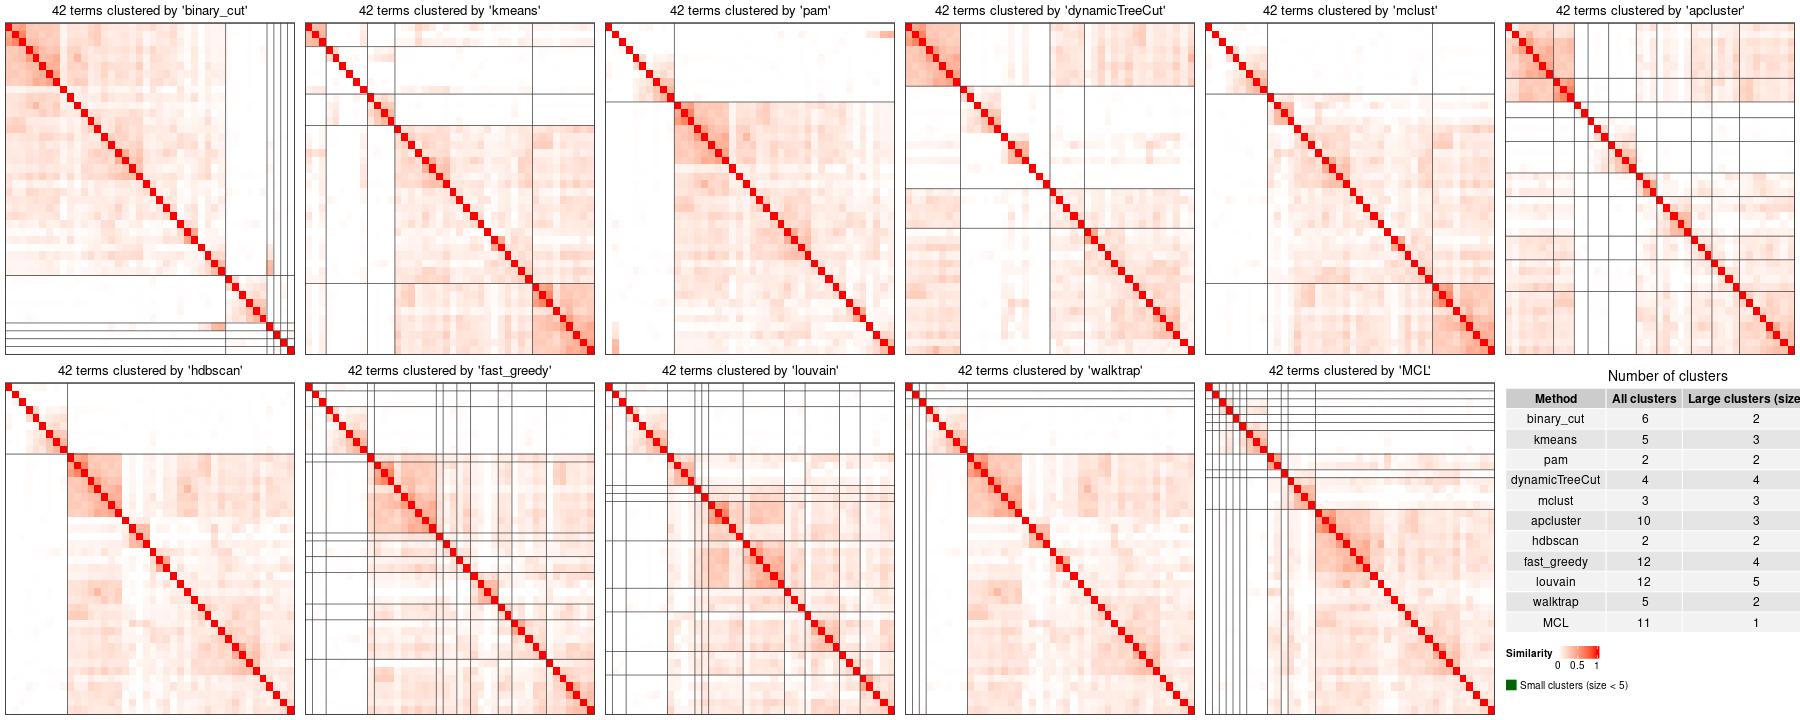 42 terms clustered by 'binary_cut'
42 terms clustered by 'kmeans'
42 terms clustered by 'pam'
42 terms clustered by 'dynamicTreeCut'
42 terms clustered by 'mclust'
42 terms clustered by 'apcluster'
42 terms clustered by 'hdbscan'
42 terms clustered by 'fast_greedy'
42 terms clustered by 'louvain'
42 terms clustered by 'walktrap'
42 terms clustered by 'MCL'
Number of clusters
Method All clusters Large clusters (size
binary_cut 6 2
kmeans 5 3
pam 2 2
dynamicTreeCut 4 4
mclust 3 3
apcluster 10 3
hdbscan 2 2
fast_greedy 12 4
louvain 12 5
walktrap 5 2
MCL 11 1
Similarity
0 0.5 1
Small clusters (size < 5)